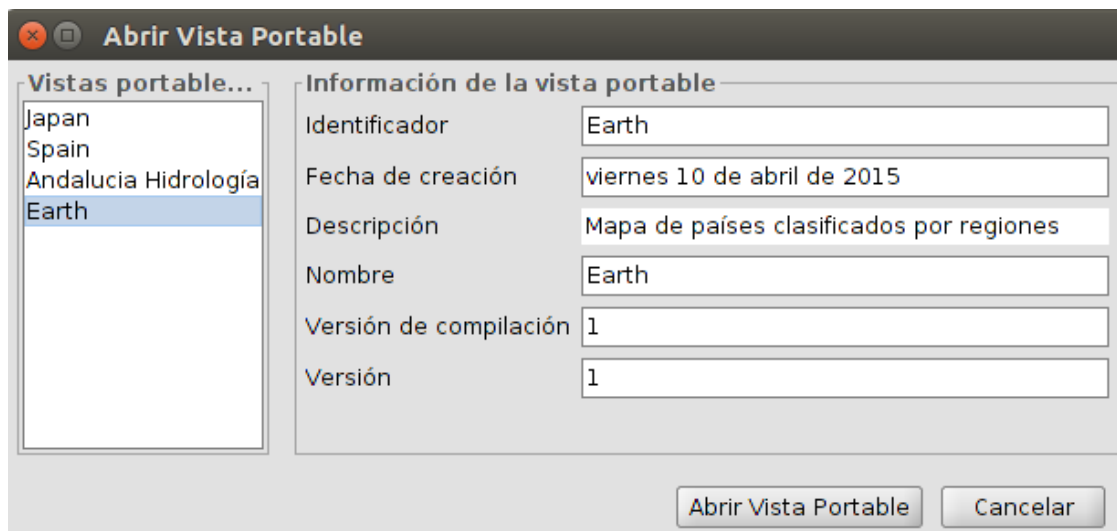 Abrir Vista Portable
Vistas portable...
Japan
Spain
Andalucia Hidrología
Earth
Información de la vista portable
Identificador Earth
Fecha de creación viernes 10 de abril de 2015
Descripción Mapa de países clasificados por regiones
Nombre Earth
Versión de compilación 1
Versión 1
Abrir Vista Portable Cancelar